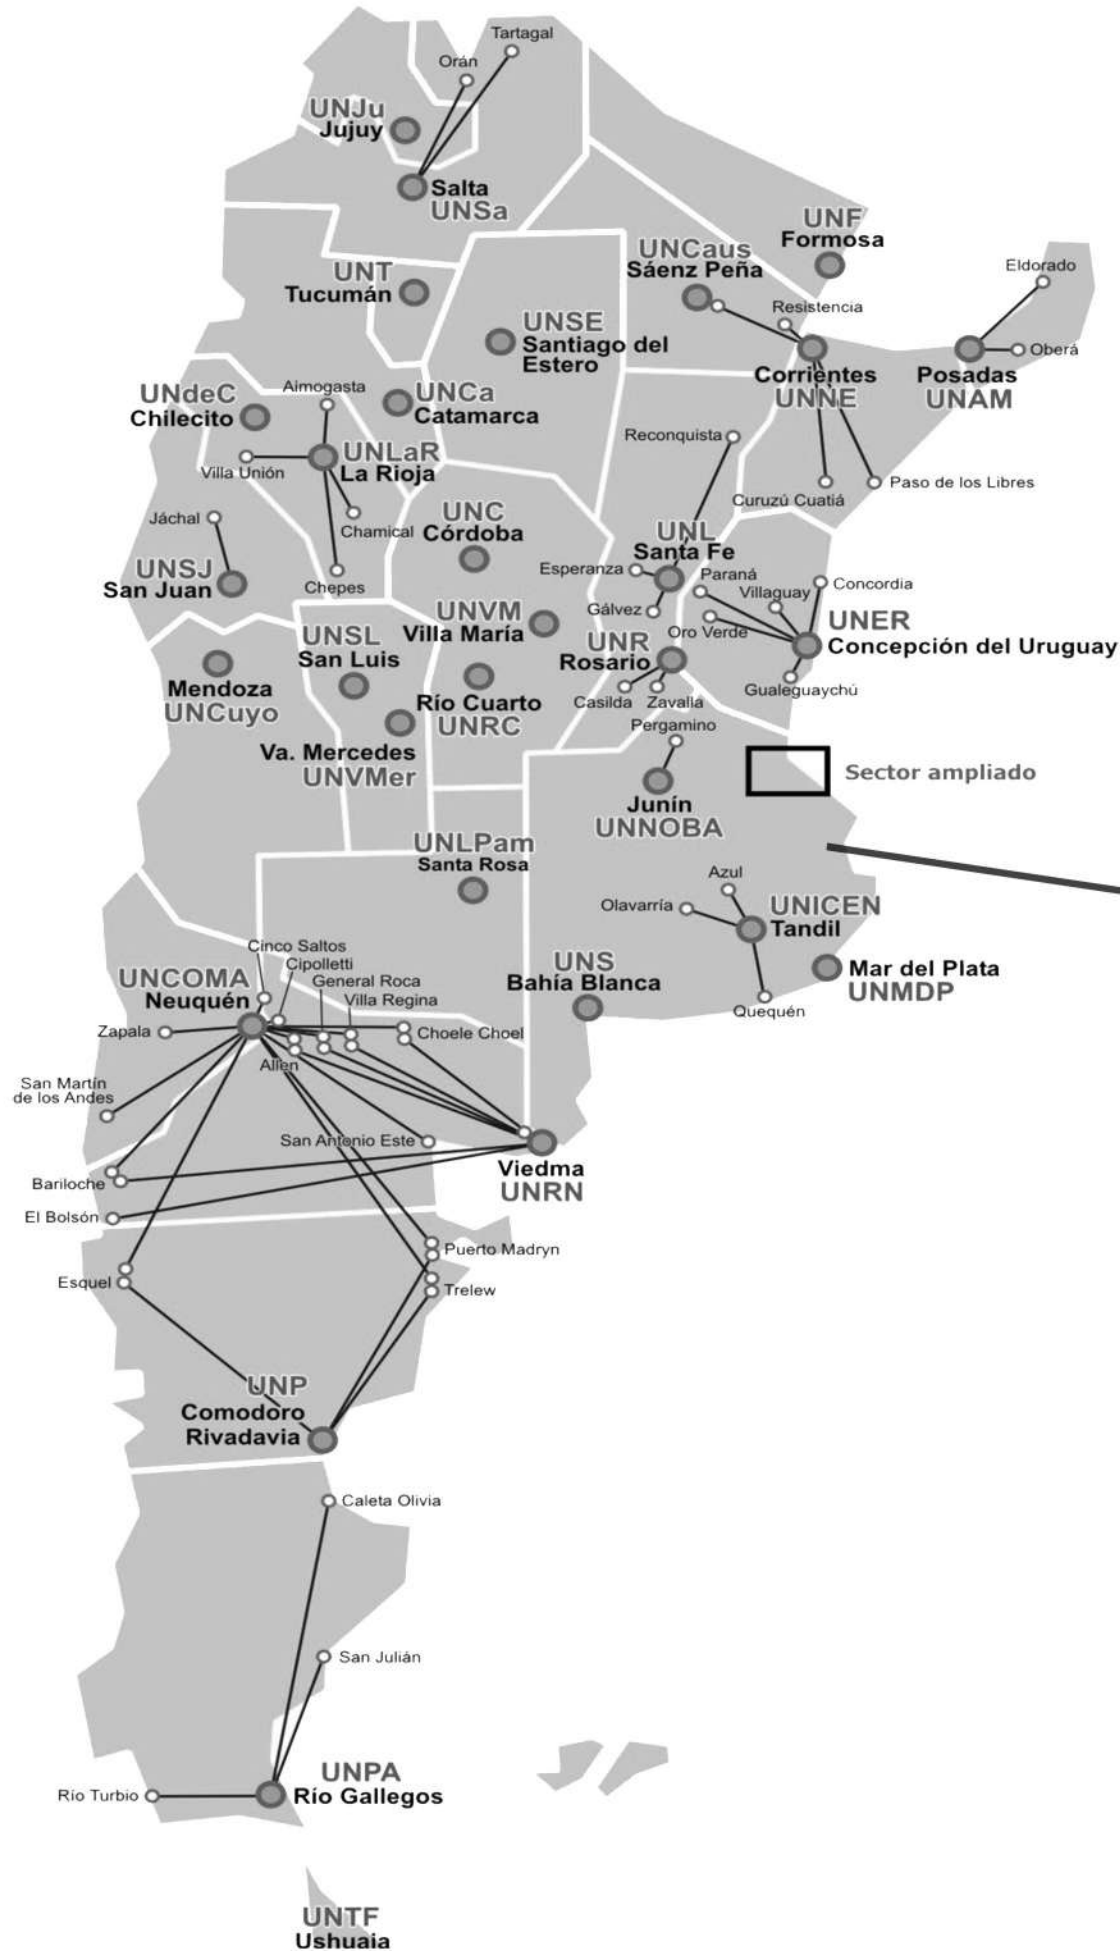 Tartagal
Orán
UNJu
Jujuy
Salta
UNSa
UNF
Formosa
UNCaus
Sáenz Peña
Eldorado
UNT
Tucumán
Resistencia
UNSE
Santiago del
Estero
Oberá
Corrientes
UNNE
Posadas
UNAM
UNdeC
Chilecito
Aimogasta
UNCa
Catamarca
Reconquista
UNLaR
La Rioja
Villa Unión
Paso de los Libres
Curuzú Cuatiá
Jáchal
Chamical
UNC
Córdoba
UNL
Santa Fe
UNSJ
San Juan
Chepes
Esperanza
Paraná
Villaguay
Concordia
Gálvez
UNVM
Villa María
UNSL
San Luis
UNR
Rosario
Oro Verde
UNER
Concepción del Uruguay
Mendoza
UNCuyo
Río Cuarto
UNRC
Casilda
Zavalla
Gualeguaychú
Va. Mercedes
UNVMer
Pergamino
Sector ampliado
Junín
UNNOBA
UNLPam
Santa Rosa
Azul
Olavarría
UNICEN
Tandil
Cinco Saltos
Cipolletti
General Roca
Villa Regina
UNCOMA
Neuquén
UNS
Bahía Blanca
Mar del Plata
UNMDP
Quequén
Zapala
Choele Choel
Allen
San Martín
de los Andes
San Antonio Este
Viedma
UNRN
Bariloche
El Bolsón
Puerto Madryn
Esquel
Trelew
UNP
Comodoro
Rivadavia
Caleta Olivia
San Julián
UNPA
Río Gallegos
Río Turbio
UNTF
Ushuaia